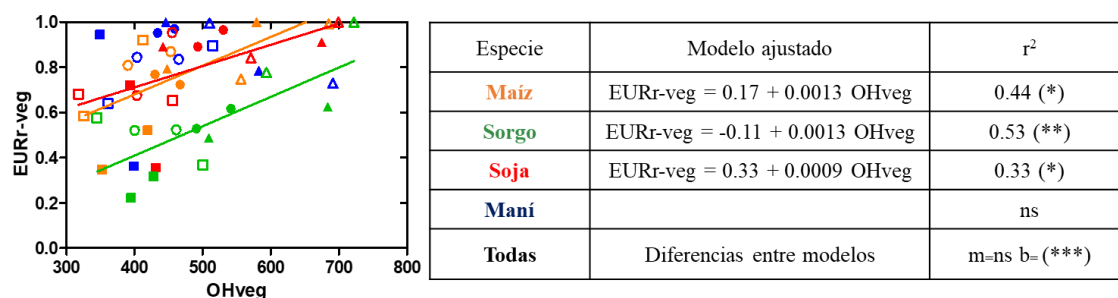 EURr-veg
1.0
0.8
0.6
0.4
0.2
0.0
300 400 500 600 700 800
OHveg
Especie Modelo ajustado r²
Maíz EURr-veg = 0.17 + 0.0013 OHveg 0.44 (*)
Sorgo EURr-veg = -0.11 + 0.0013 OHveg 0.53 (**)
Soja EURr-veg = 0.33 + 0.0009 OHveg 0.33 (*)
Maní ns
Todas Diferencias entre modelos m=ns b= (***)